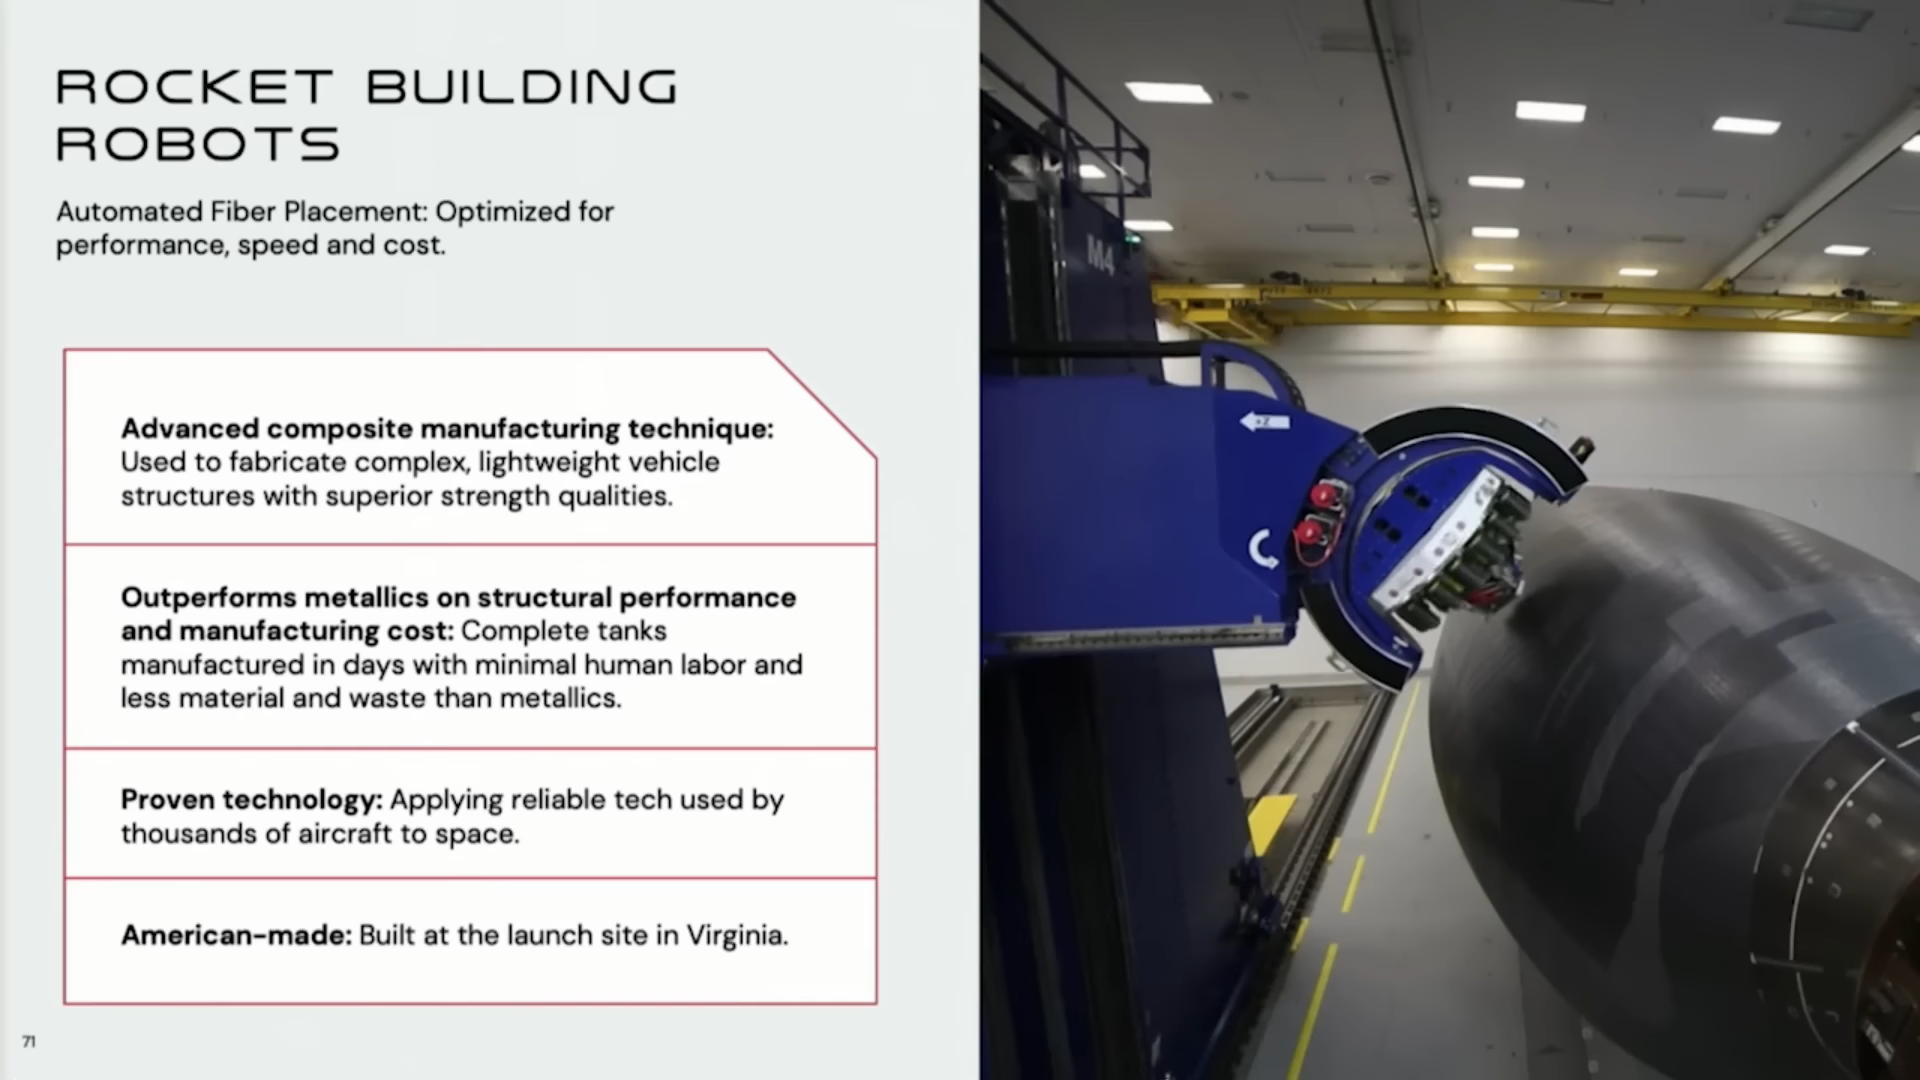 ROCKET BUILDING
ROBOTS
Automated Fiber Placement: Optimized for
performance, speed and cost.
Advanced composite manufacturing technique:
Used to fabricate complex, lightweight vehicle
structures with superior strength qualities.
Outperforms metallics on structural performance
and manufacturing cost: Complete tanks
manufactured in days with minimal human labor and
less material and waste than metallics.
Proven technology: Applying reliable tech used by
thousands of aircraft to space.
American-made: Built at the launch site in Virginia.
71
M4